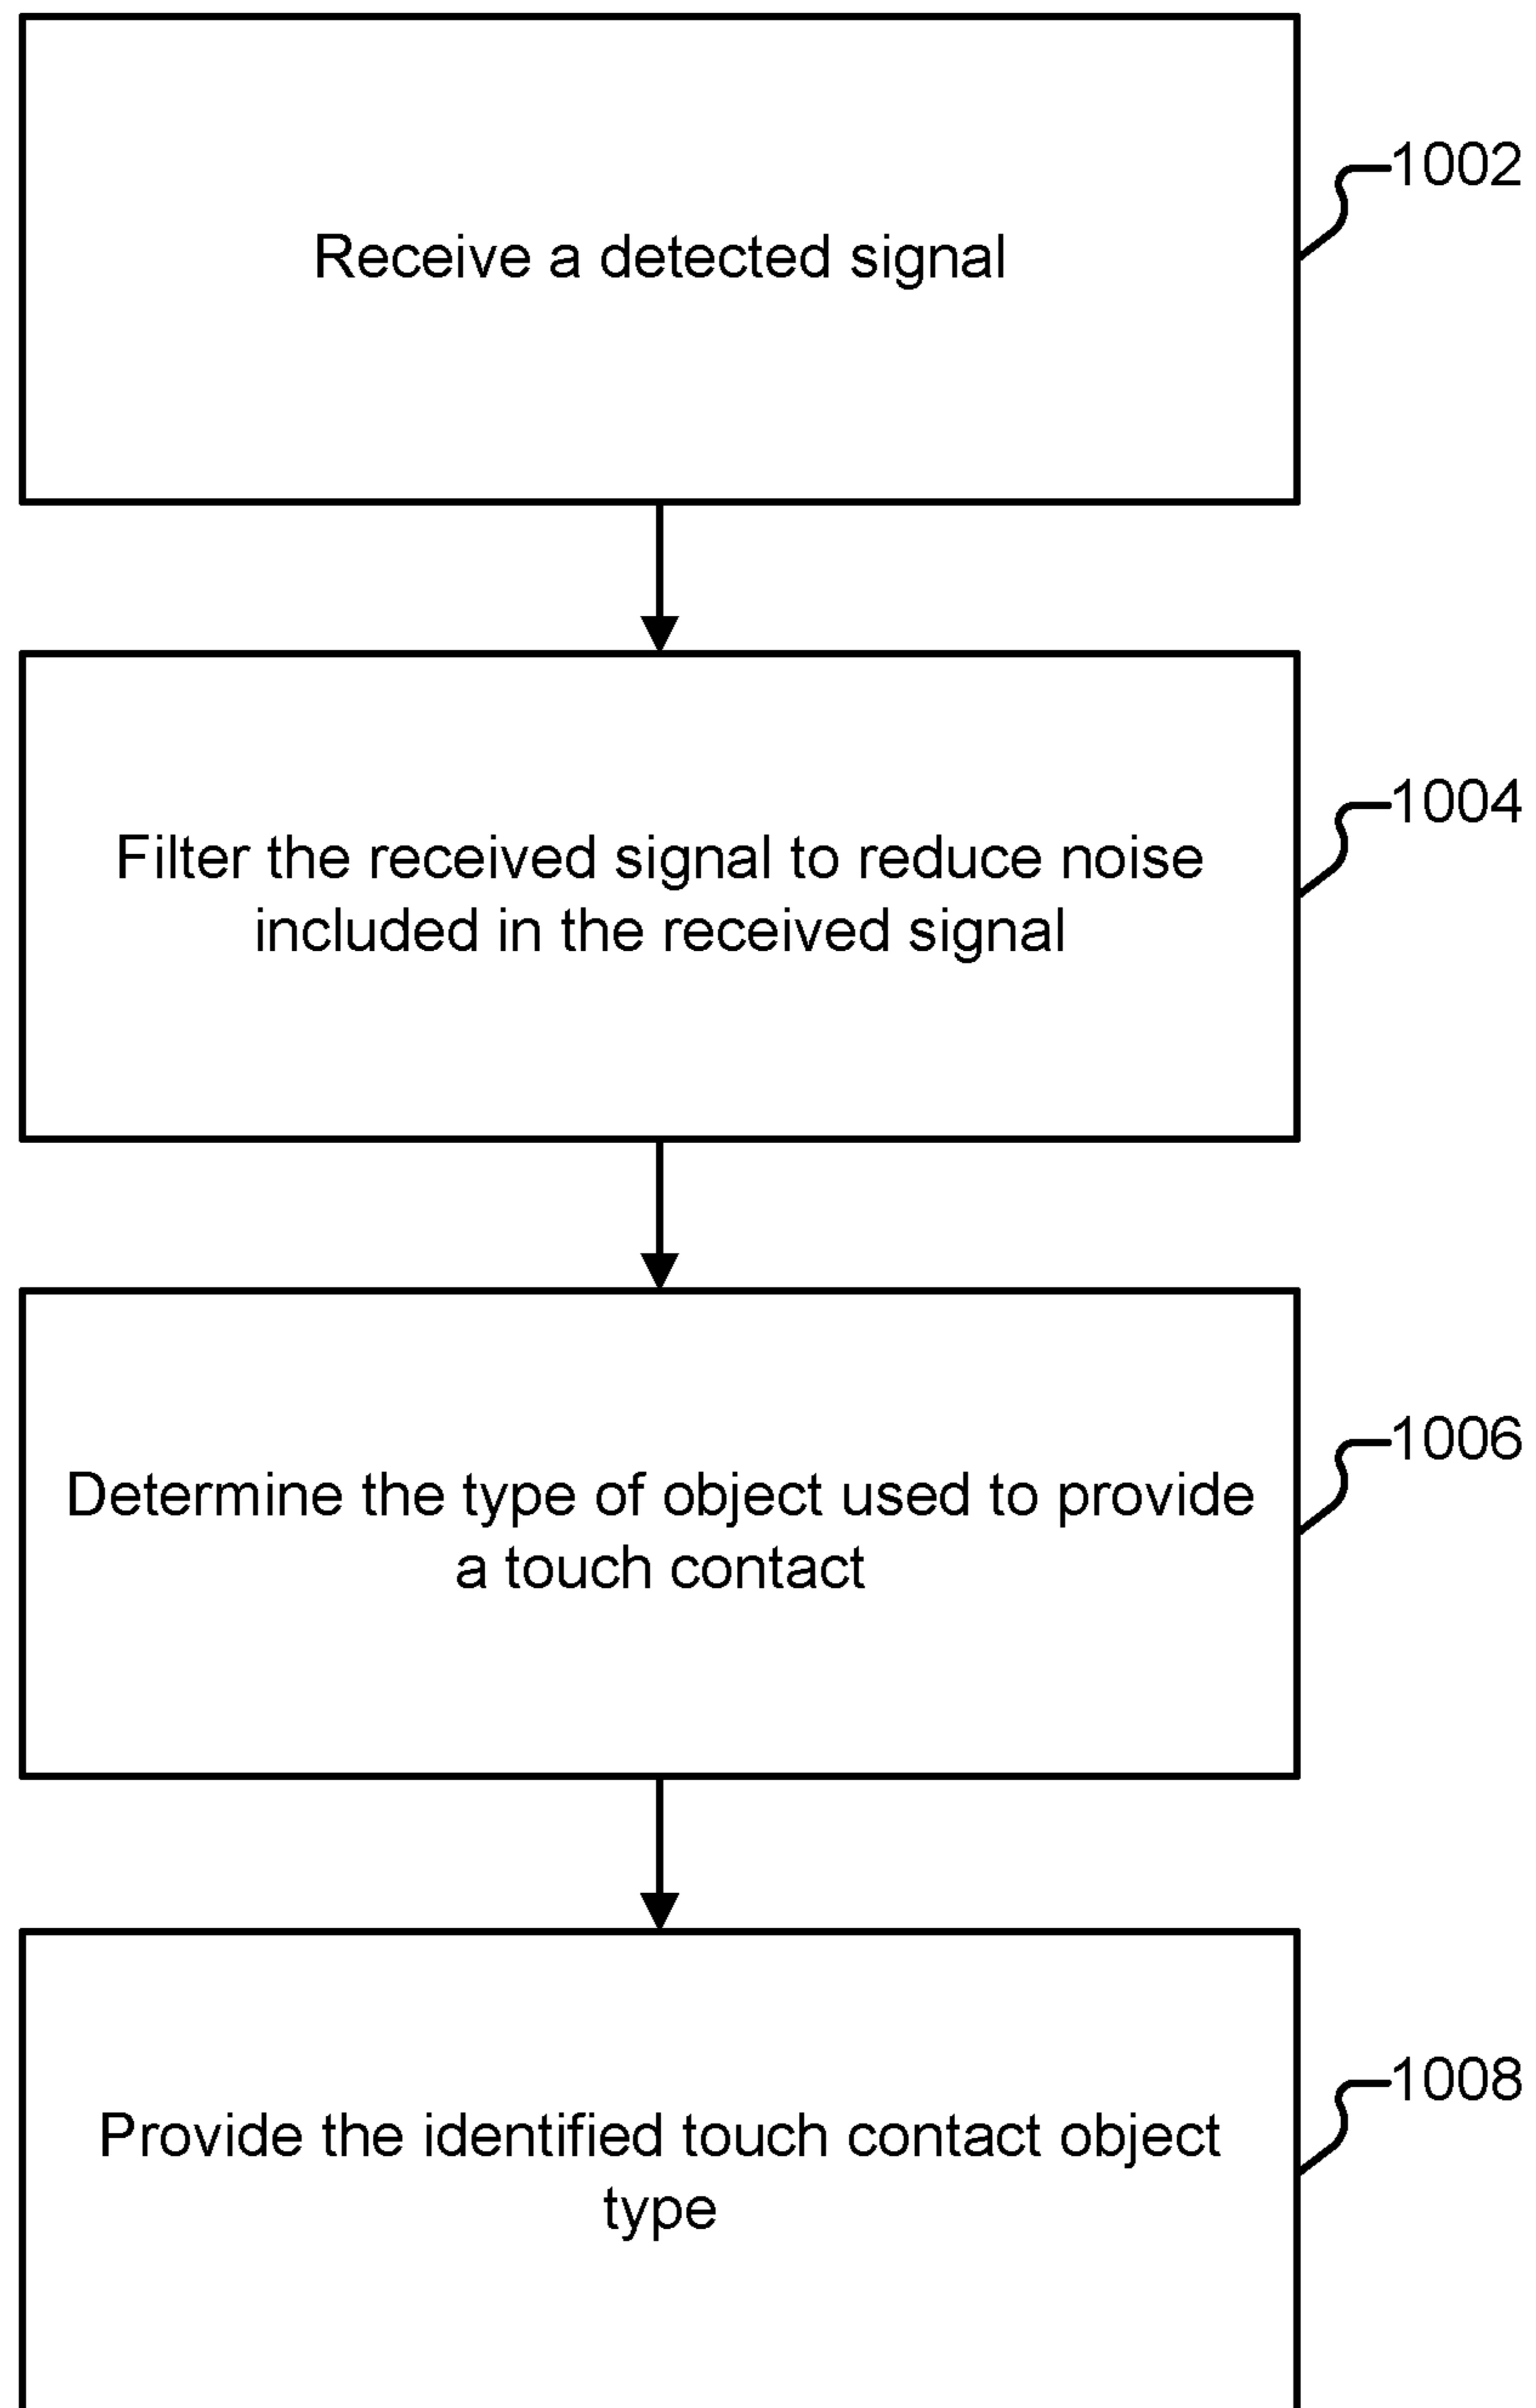 Receive a detected signal
1002
Filter the received signal to reduce noise
included in the received signal
1004
Determine the type of object used to provide
a touch contact
1006
Provide the identified touch contact object
type
1008